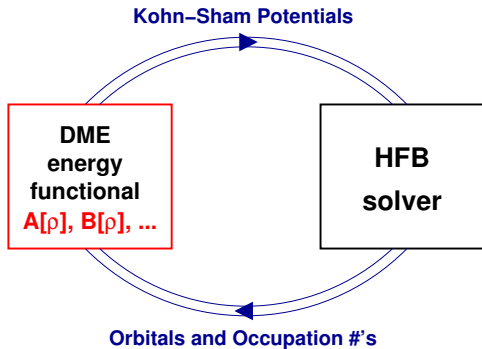 Kohn−Sham Potentials
DME
energy
functional
A[ρ], B[ρ], ...
HFB
solver
Orbitals and Occupation #'s